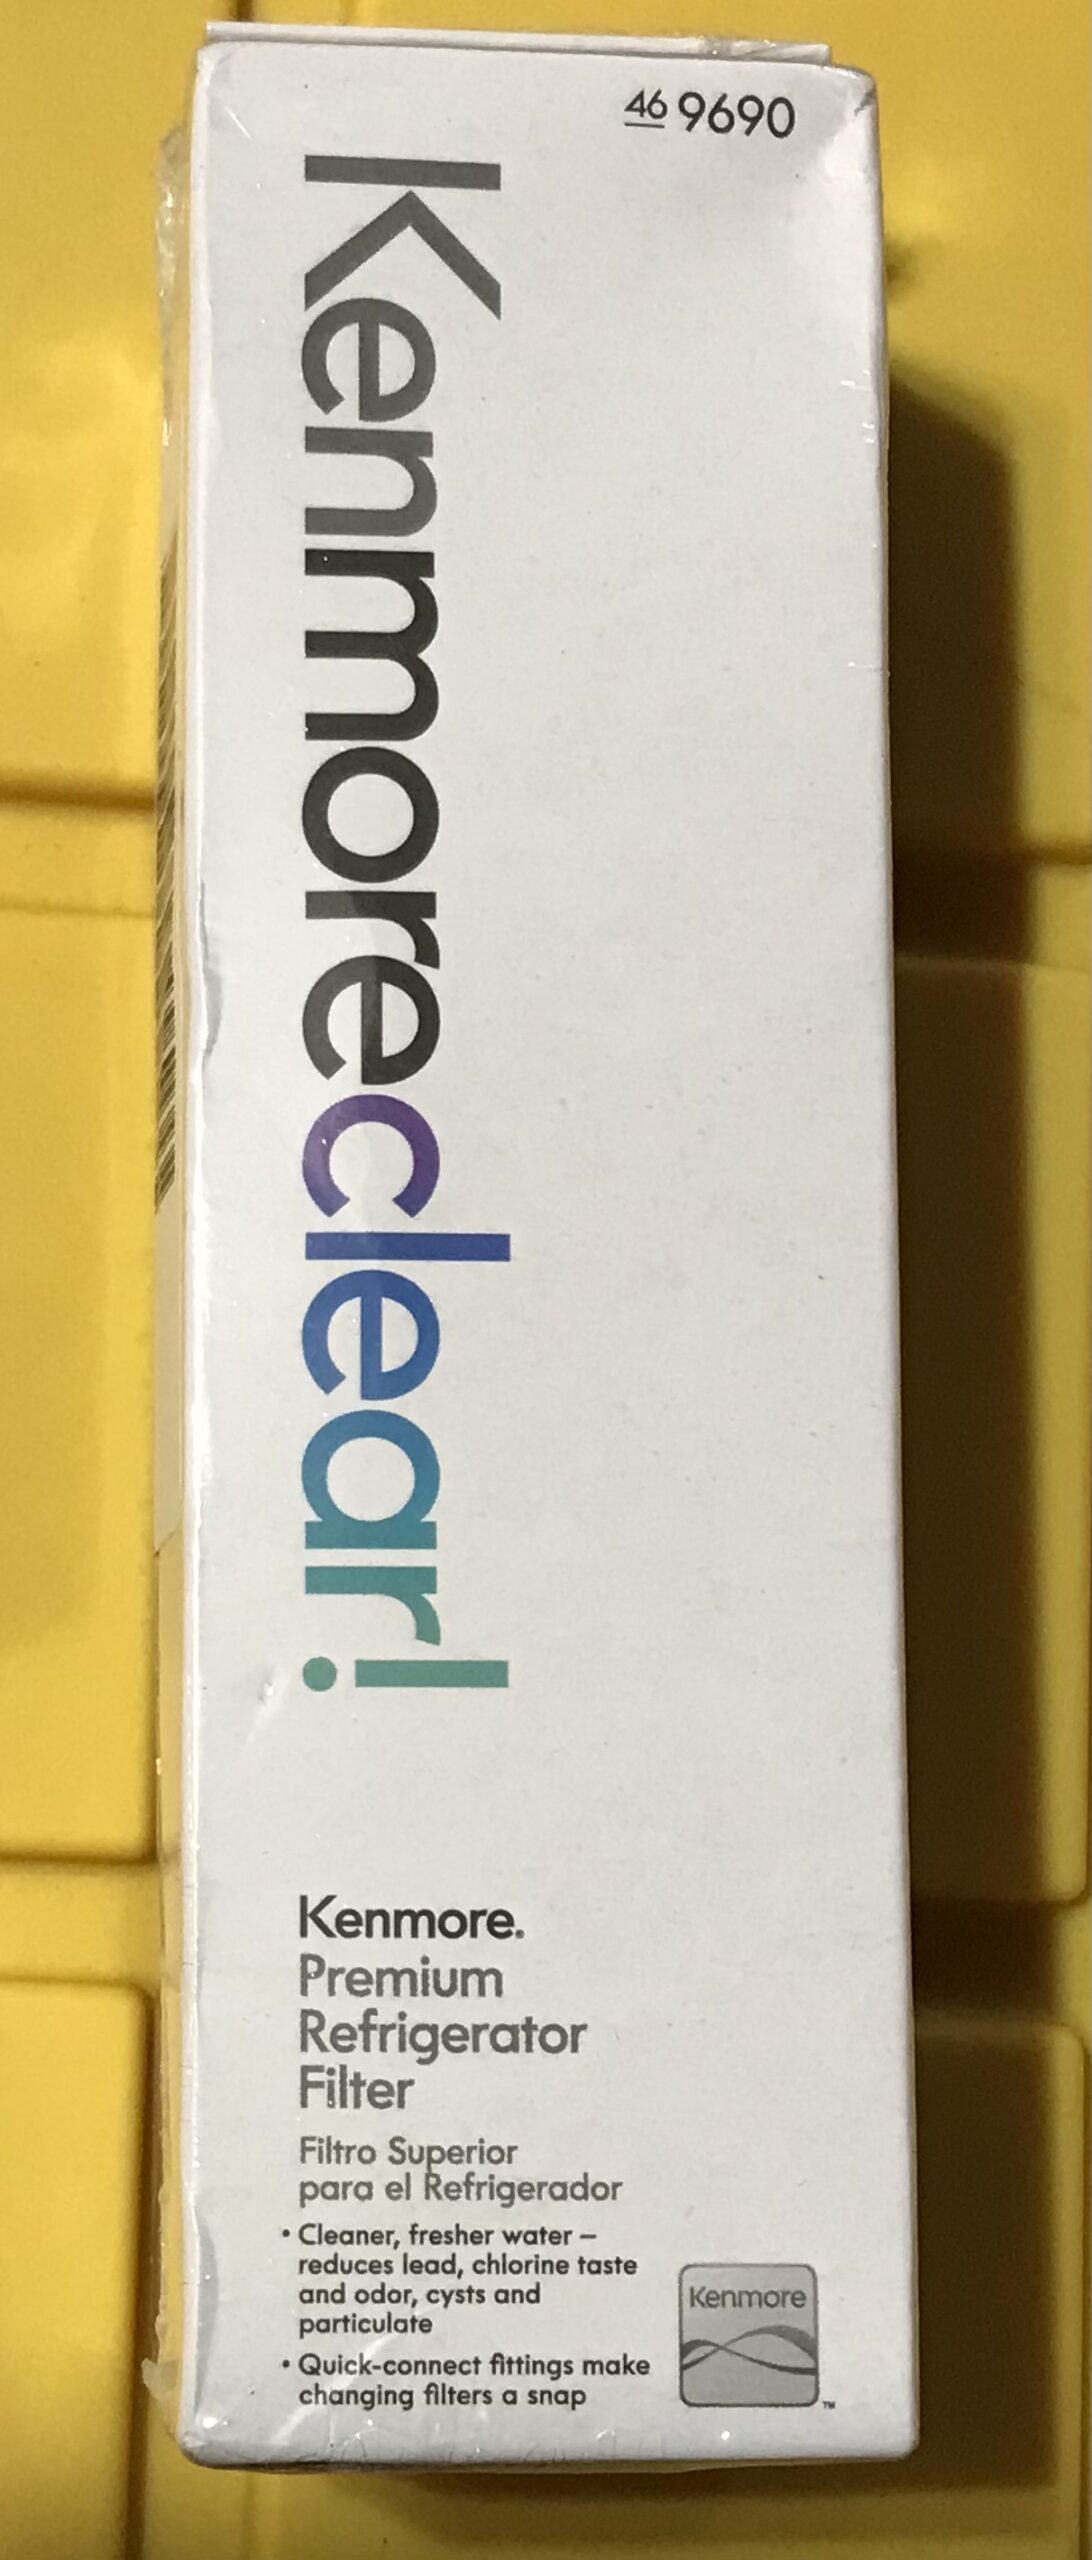 46 9690
Kenmoreclear!
Kenmore.
Premium
Refrigerator
Filter
Filtro Superior
para el Refrigerador
• Cleaner, fresher water –
reduces lead, chlorine taste
and odor, cysts and
particulate
• Quick-connect fittings make
changing filters a snap
Kenmore
™